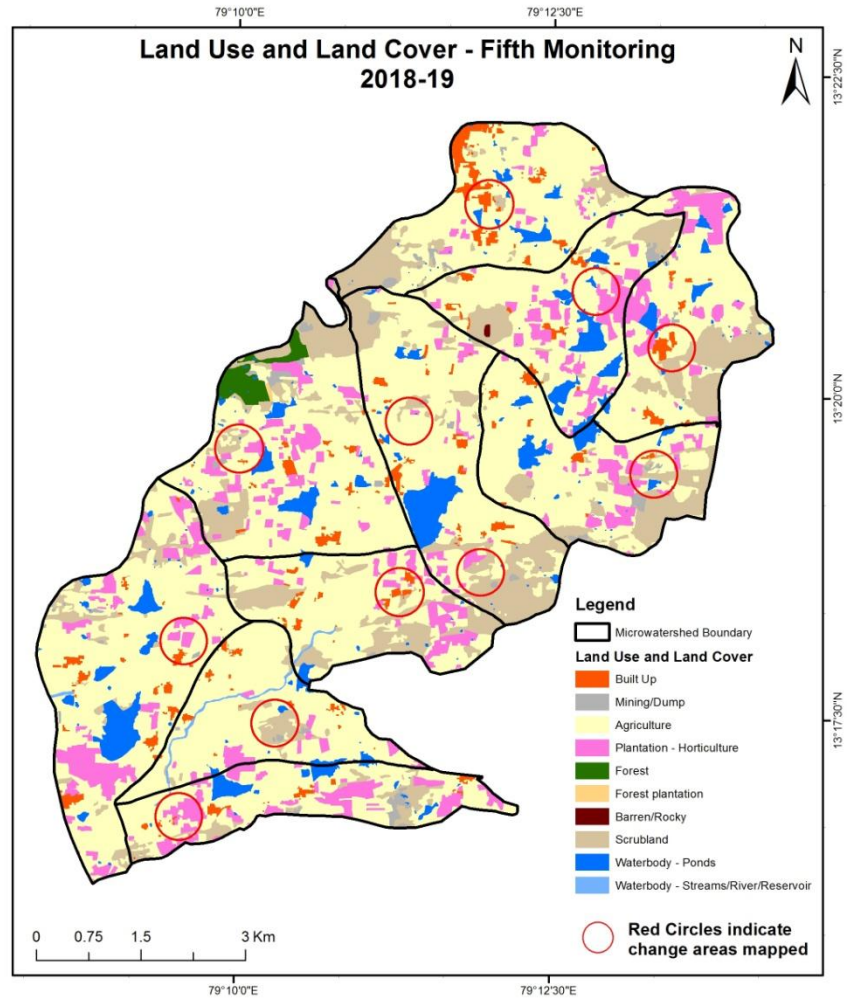 79°10'0"E
79°12'30"E
Land Use and Land Cover - Fifth Monitoring
2018-19
N
13°22'30"N
13°20'0"N
13°17'30"N
Legend
Microwatershed Boundary
Land Use and Land Cover
Built Up
Mining/Dump
Agriculture
Plantation - Horticulture
Forest
Forest plantation
Barren/Rocky
Scrubland
Waterbody - Ponds
Waterbody - Streams/River/Reservoir
Red Circles indicate
change areas mapped
0 0.75 1.5 3 Km
79°10'0"E
79°12'30"E